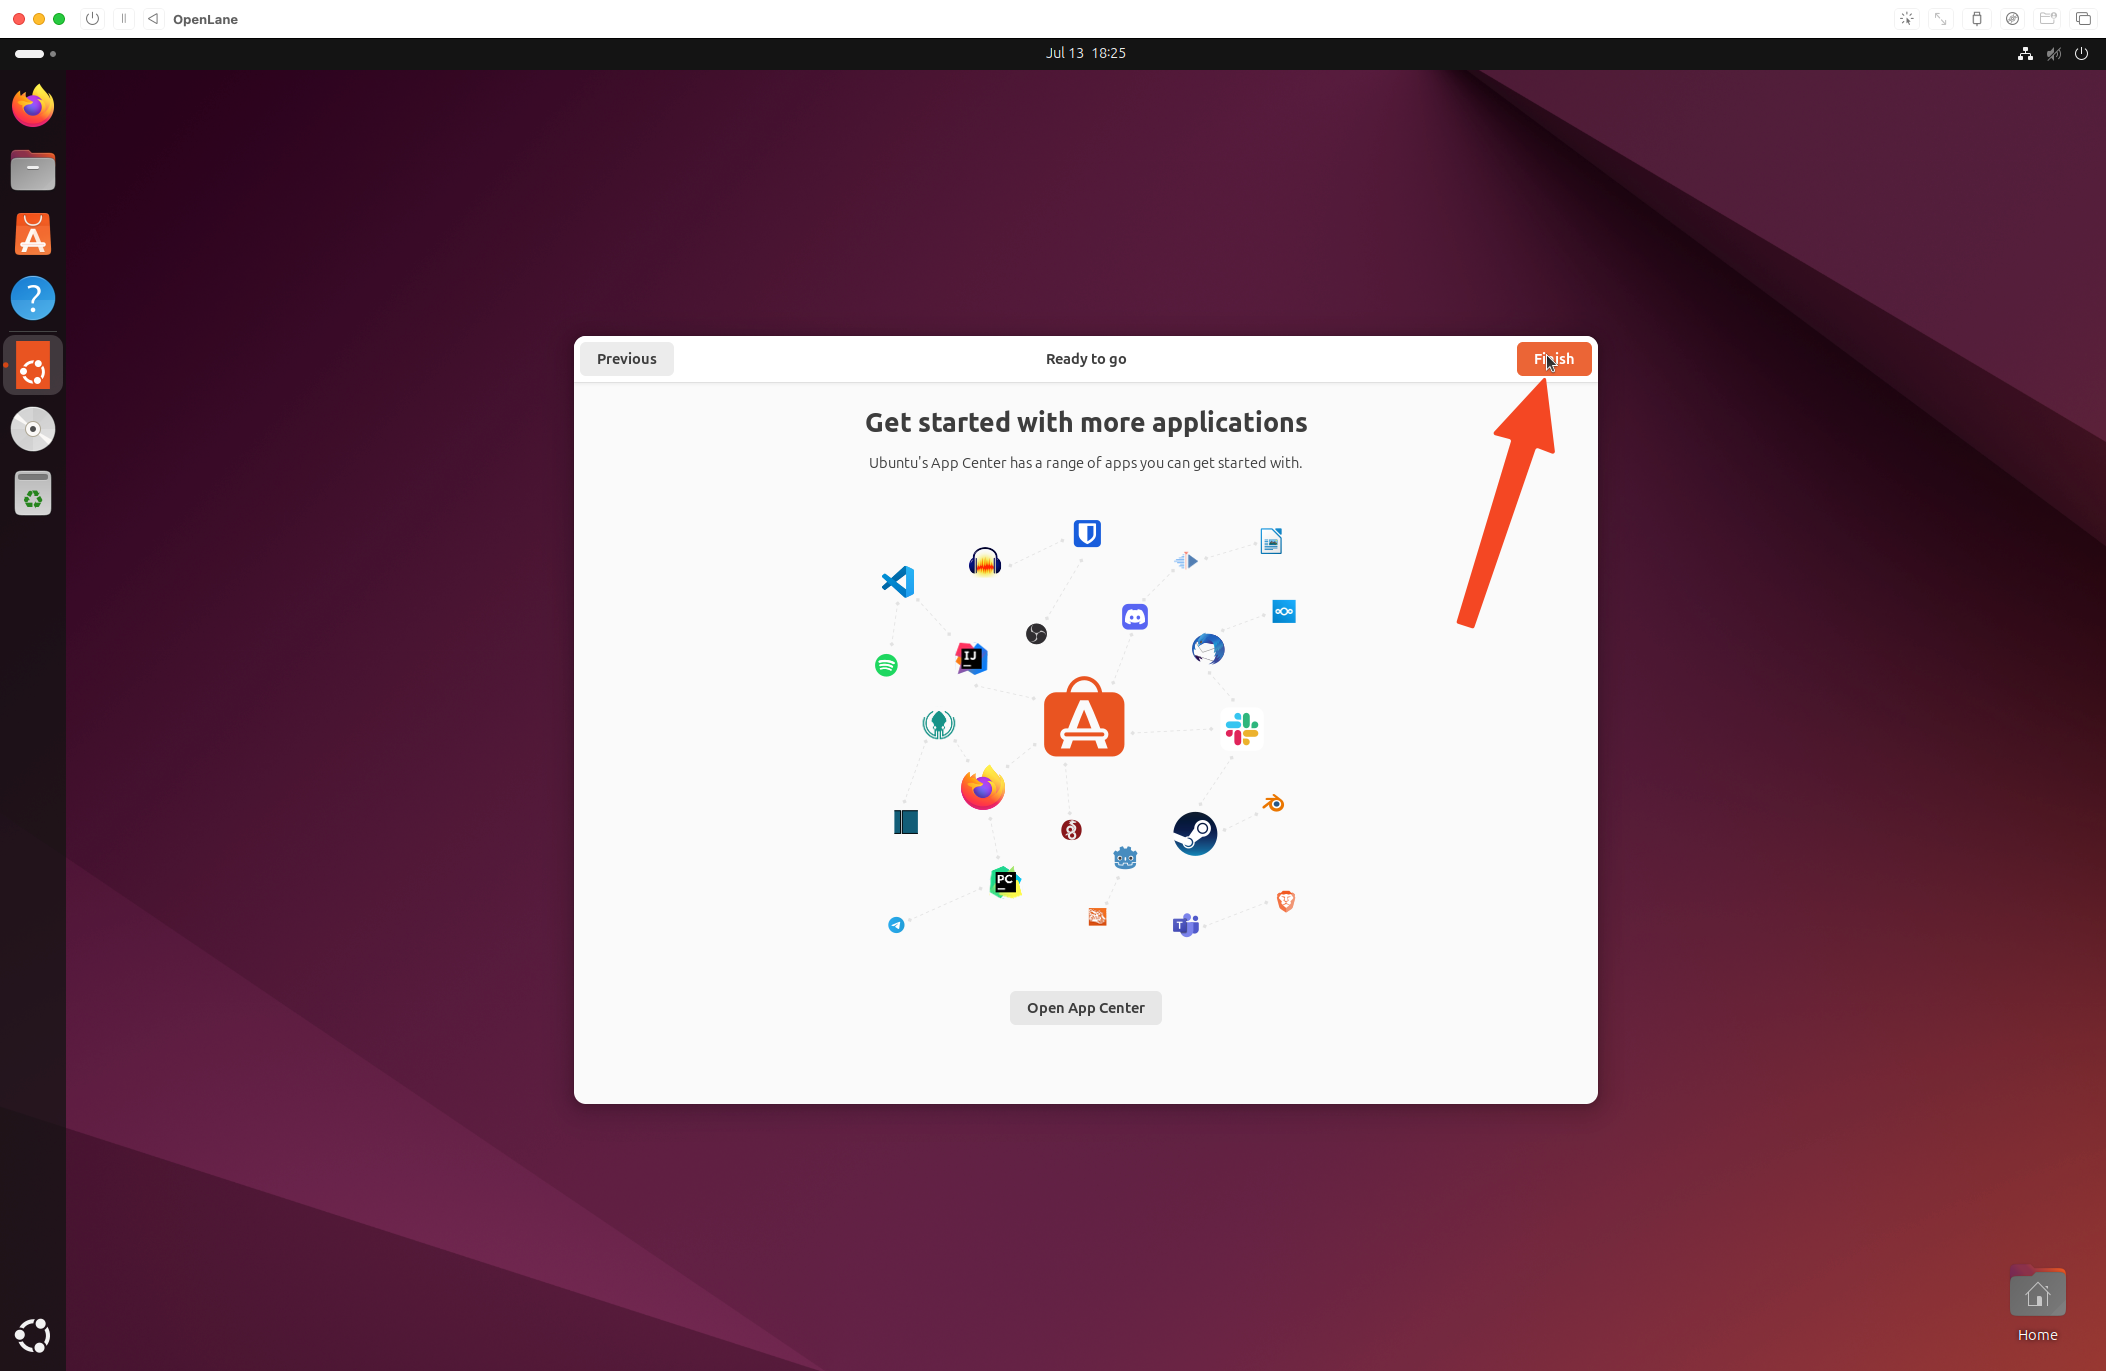 OpenLane
Jul 13 18:25
Previous
Ready to go
Finish
Get started with more applications
Ubuntu's App Center has a range of apps you can get started with.
IJ
PC
T
Open App Center
Home